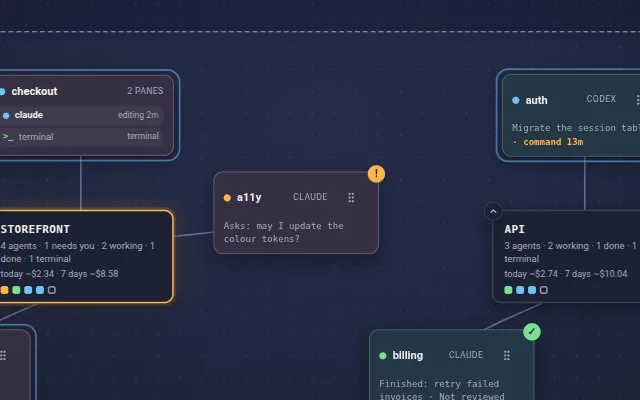 checkout 2 PANES
claude editing 2m
>_ terminal terminal
auth CODEX
Migrate the session
· command 13m
! a11y CLAUDE
Asks: may I update the
colour tokens?
STOREFRONT
4 agents · 1 needs you · 2 working · 1
done · 1 terminal
today ~$2.34 · 7 days ~$8.58
API
3 agents · 2 working · 1 done · 1
terminal
today ~$2.74 · 7 days ~$10.04
billing CLAUDE
Finished: retry failed
invoices · Not reviewed